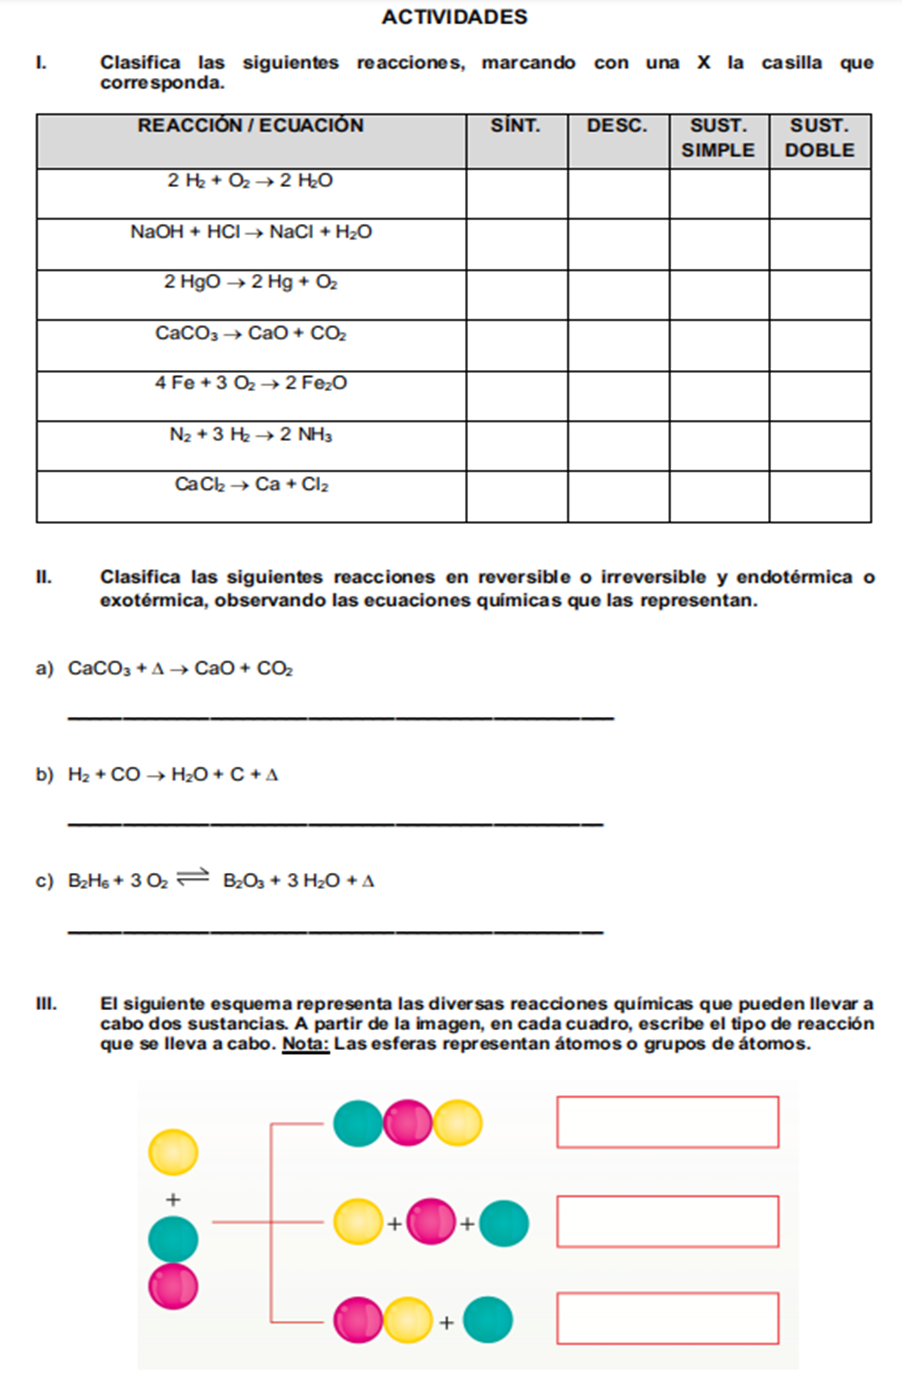 ACTIVIDADES
I. Clasifica las siguientes reacciones, marcando con una X la casilla que
corresponda.
REACCIÓN / ECUACIÓN SÍNT. DESC. SUST. SIMPLE SUST. DOBLE
2 H₂ + O₂ → 2 H₂O
NaOH + HCl → NaCl + H₂O
2 HgO → 2 Hg + O₂
CaCO₃ → CaO + CO₂
4 Fe + 3 O₂ → 2 Fe₂O
N₂ + 3 H₂ → 2 NH₃
CaCl₂ → Ca + Cl₂
II. Clasifica las siguientes reacciones en reversible o irreversible y endotérmica o
exotérmica, observando las ecuaciones químicas que las representan.
a) CaCO₃ + Δ → CaO + CO₂
b) H₂ + CO → H₂O + C + Δ
c) B₂H₆ + 3 O₂ ⇌ B₂O₃ + 3 H₂O + Δ
III. El siguiente esquema representa las diversas reacciones químicas que pueden llevar a
cabo dos sustancias. A partir de la imagen, en cada cuadro, escribe el tipo de reacción
que se lleva a cabo. Nota: Las esferas representan átomos o grupos de átomos.
+
+ +
+